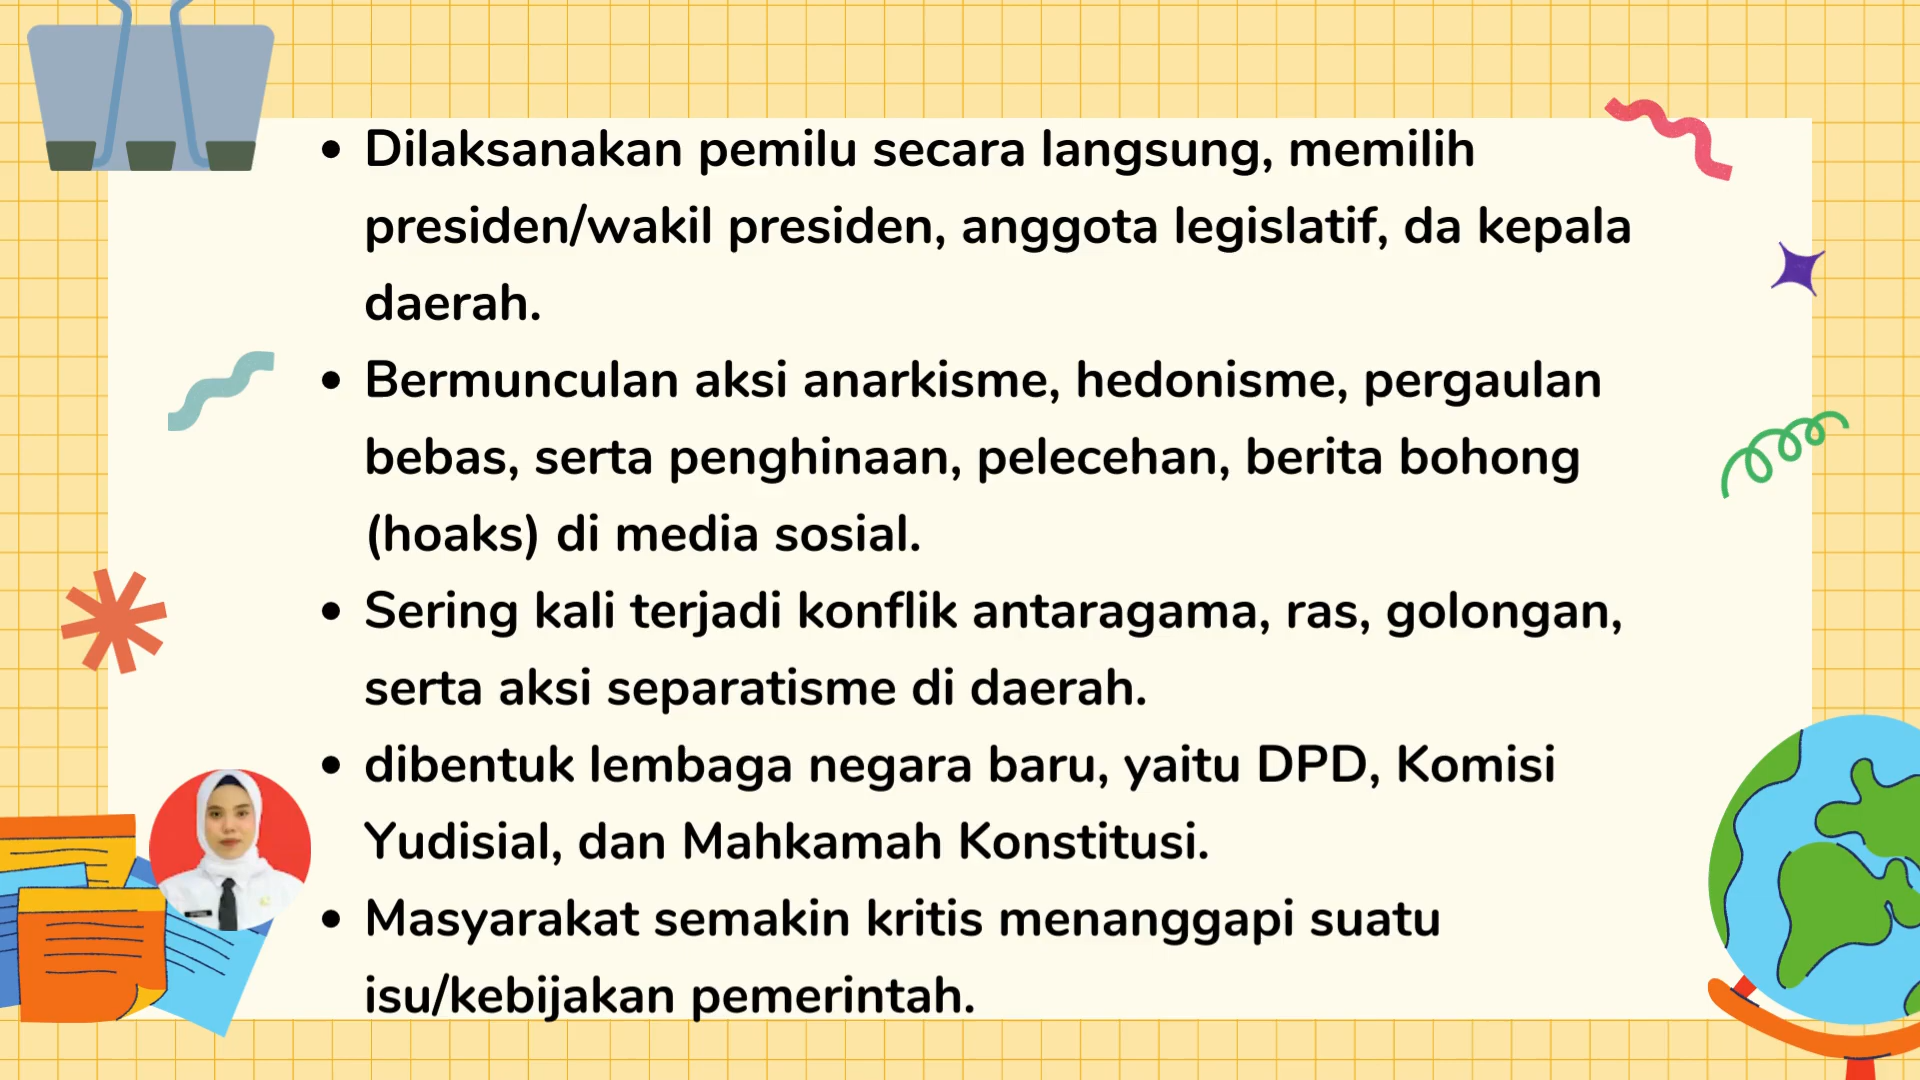 • Dilaksanakan pemilu secara langsung, memilih
presiden/wakil presiden, anggota legislatif, da kepala
daerah.
• Bermunculan aksi anarkisme, hedonisme, pergaulan
bebas, serta penghinaan, pelecehan, berita bohong
(hoaks) di media sosial.
• Sering kali terjadi konflik antaragama, ras, golongan,
serta aksi separatisme di daerah.
• dibentuk lembaga negara baru, yaitu DPD, Komisi
Yudisial, dan Mahkamah Konstitusi.
• Masyarakat semakin kritis menanggapi suatu
isu/kebijakan pemerintah.